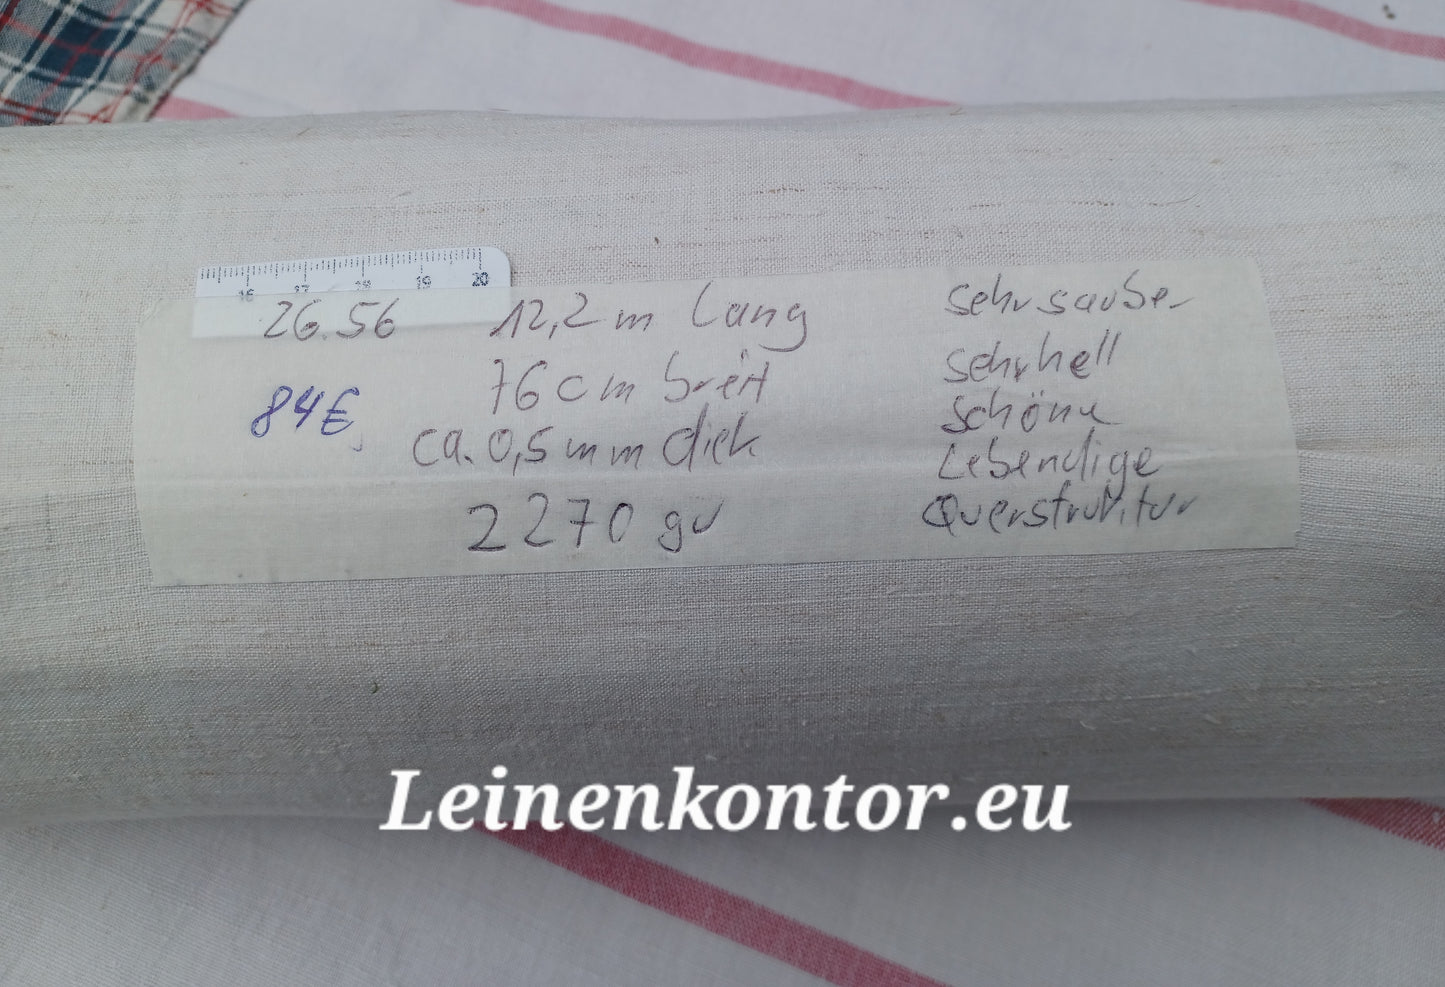 16 17 18 19 20
26.56
84€
12,2 m Lang
76 cm breit
ca. 0,5 mm dick
2270 gr
sehr sauber
sehr hell
schöne
Lebendige
Querstruktur
Leinenkontor.eu